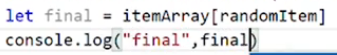 let final = itemArray[randomItem]
console.log("final",final)